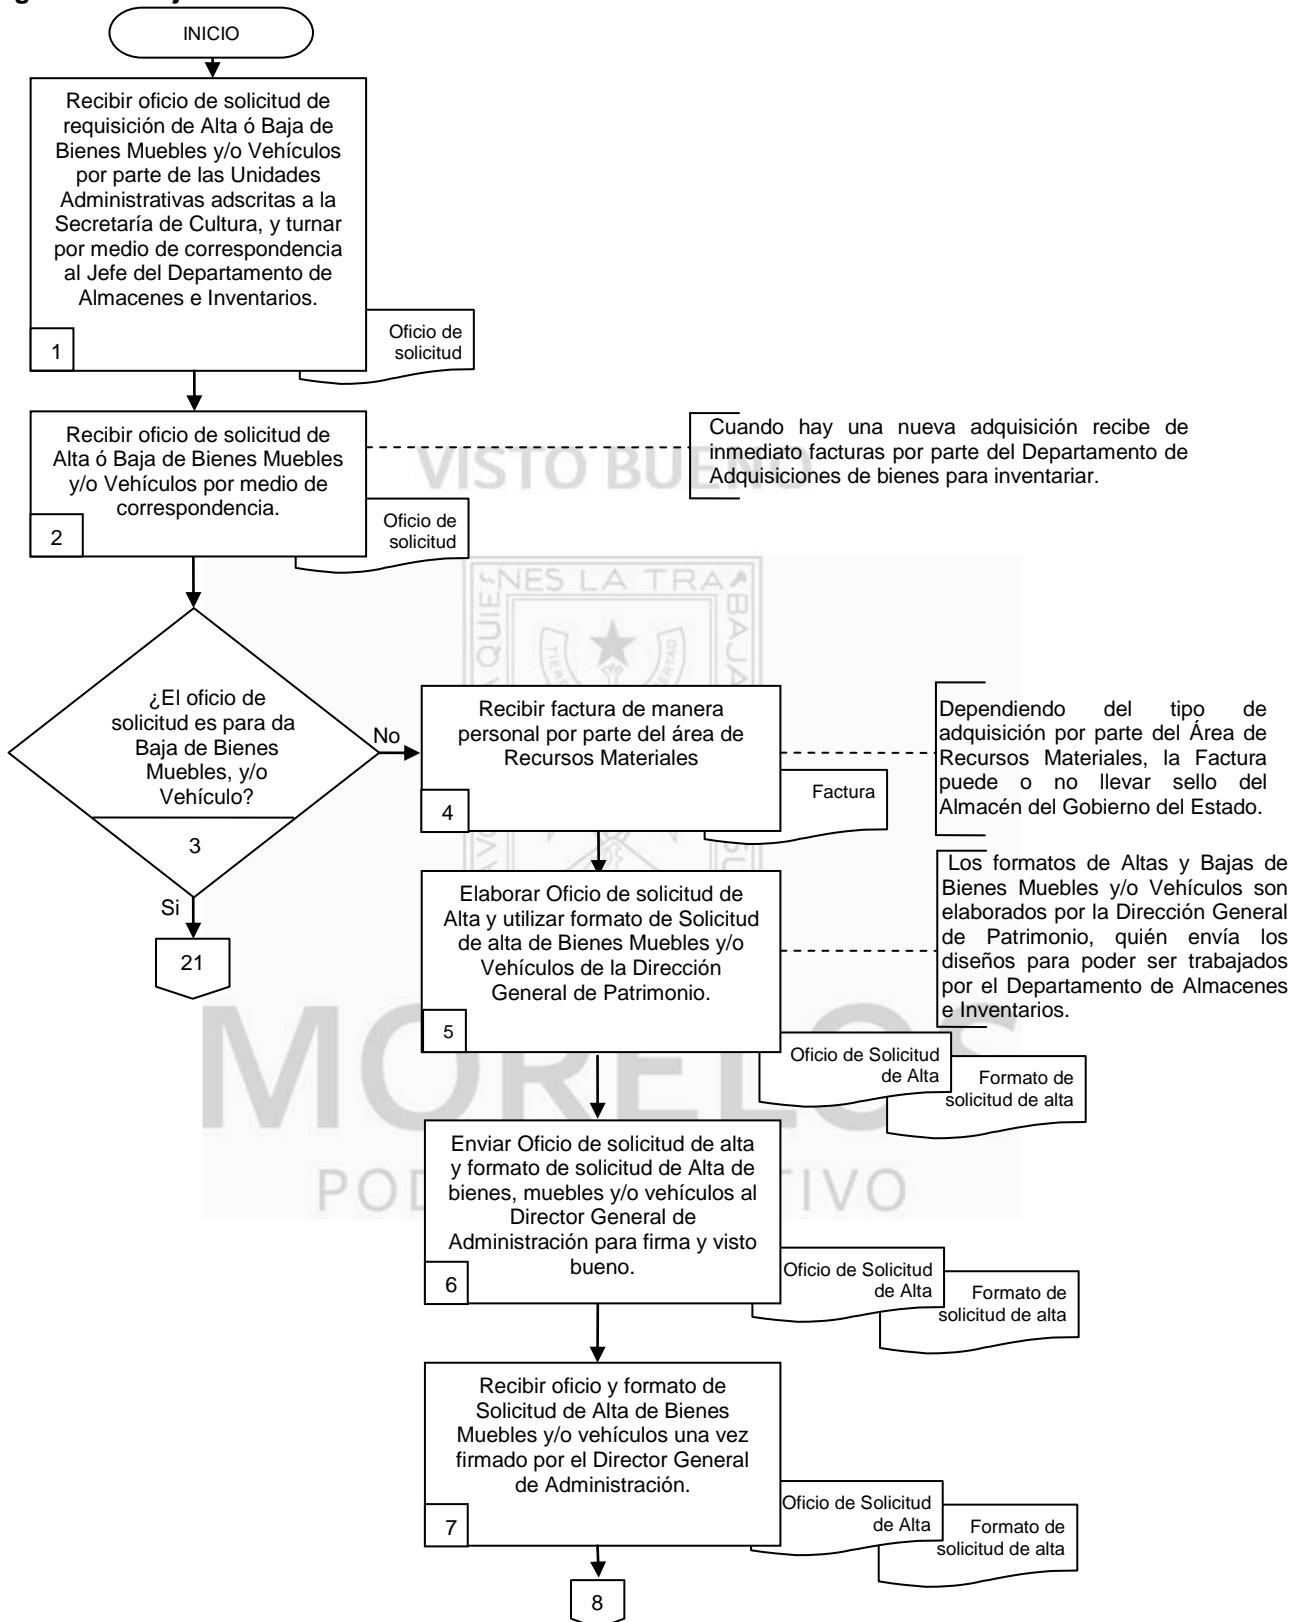 INICIO
Recibir oficio de solicitud de
requisición de Alta ó Baja de
Bienes Muebles y/o Vehículos
por parte de las Unidades
Administrativas adscritas a la
Secretaría de Cultura, y turnar
por medio de correspondencia
al Jefe del Departamento de
Almacenes e Inventarios.
1
Oficio de
solicitud
Recibir oficio de solicitud de
Alta ó Baja de Bienes Muebles
y/o Vehículos por medio de
correspondencia.
2
Oficio de
solicitud
Cuando hay una nueva adquisición recibe de
inmediato facturas por parte del Departamento de
Adquisiciones de bienes para inventariar.
VISTO BUENO
¿El oficio de
solicitud es para da
Baja de Bienes
Muebles, y/o
Vehículo?
3
No
Si
21
Recibir factura de manera
personal por parte del área de
Recursos Materiales
4
Factura
Dependiendo del tipo de
adquisición por parte del Área de
Recursos Materiales, la Factura
puede o no llevar sello del
Almacén del Gobierno del Estado.
Elaborar Oficio de solicitud de
Alta y utilizar formato de Solicitud
de alta de Bienes Muebles y/o
Vehículos de la Dirección
General de Patrimonio.
5
Oficio de Solicitud
de Alta
Formato de
solicitud de alta
Los formatos de Altas y Bajas de
Bienes Muebles y/o Vehículos son
elaborados por la Dirección General
de Patrimonio, quién envía los
diseños para poder ser trabajados
por el Departamento de Almacenes
e Inventarios.
Enviar Oficio de solicitud de alta
y formato de solicitud de Alta de
bienes, muebles y/o vehículos al
Director General de
Administración para firma y visto
bueno.
6
Oficio de Solicitud
de Alta
Formato de
solicitud de alta
Recibir oficio y formato de
Solicitud de Alta de Bienes
Muebles y/o vehículos una vez
firmado por el Director General
de Administración.
7
Oficio de Solicitud
de Alta
Formato de
solicitud de alta
8
MORELOS